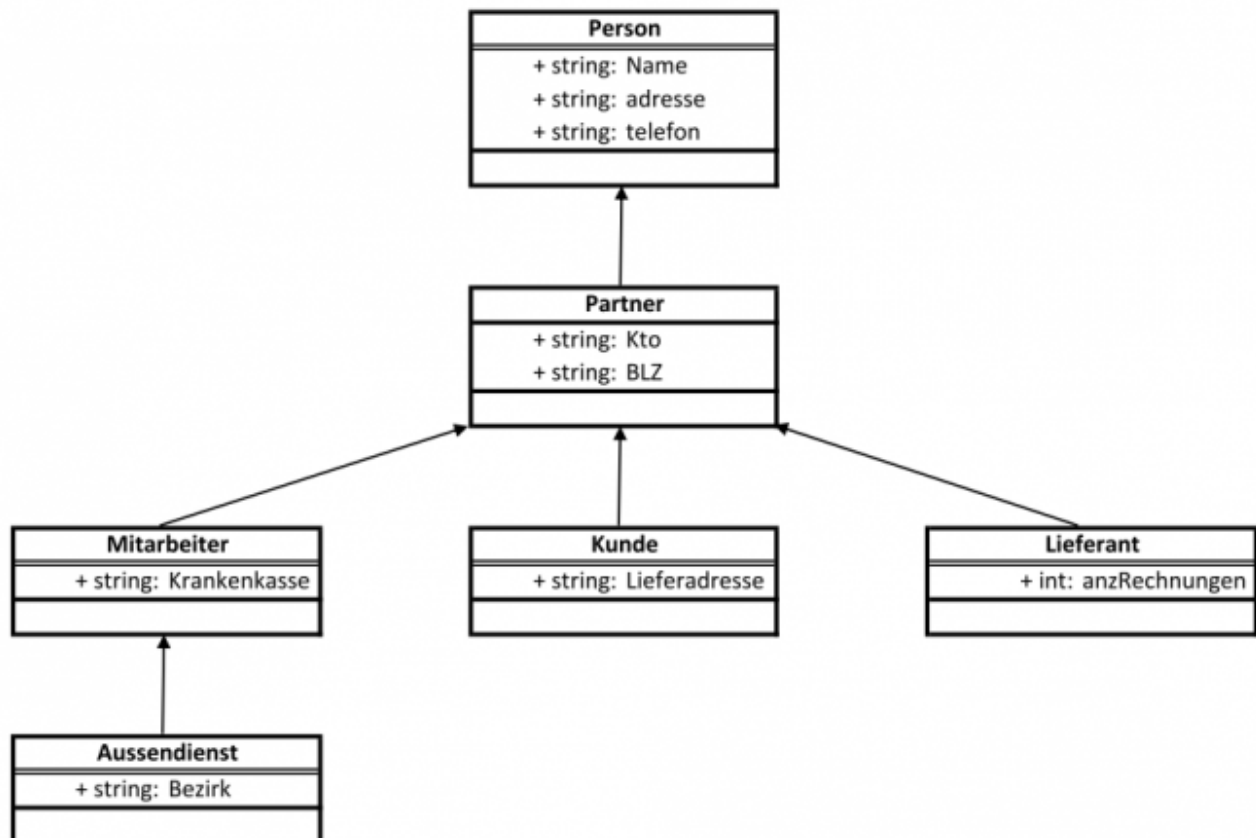 Person
+ string: Name
+ string: adresse
+ string: telefon
Partner
+ string: Kto
+ string: BLZ
Mitarbeiter
+ string: Krankenkasse
Kunde
+ string: Lieferadresse
Lieferant
+ int: anzRechnungen
Aussendienst
+ string: Bezirk